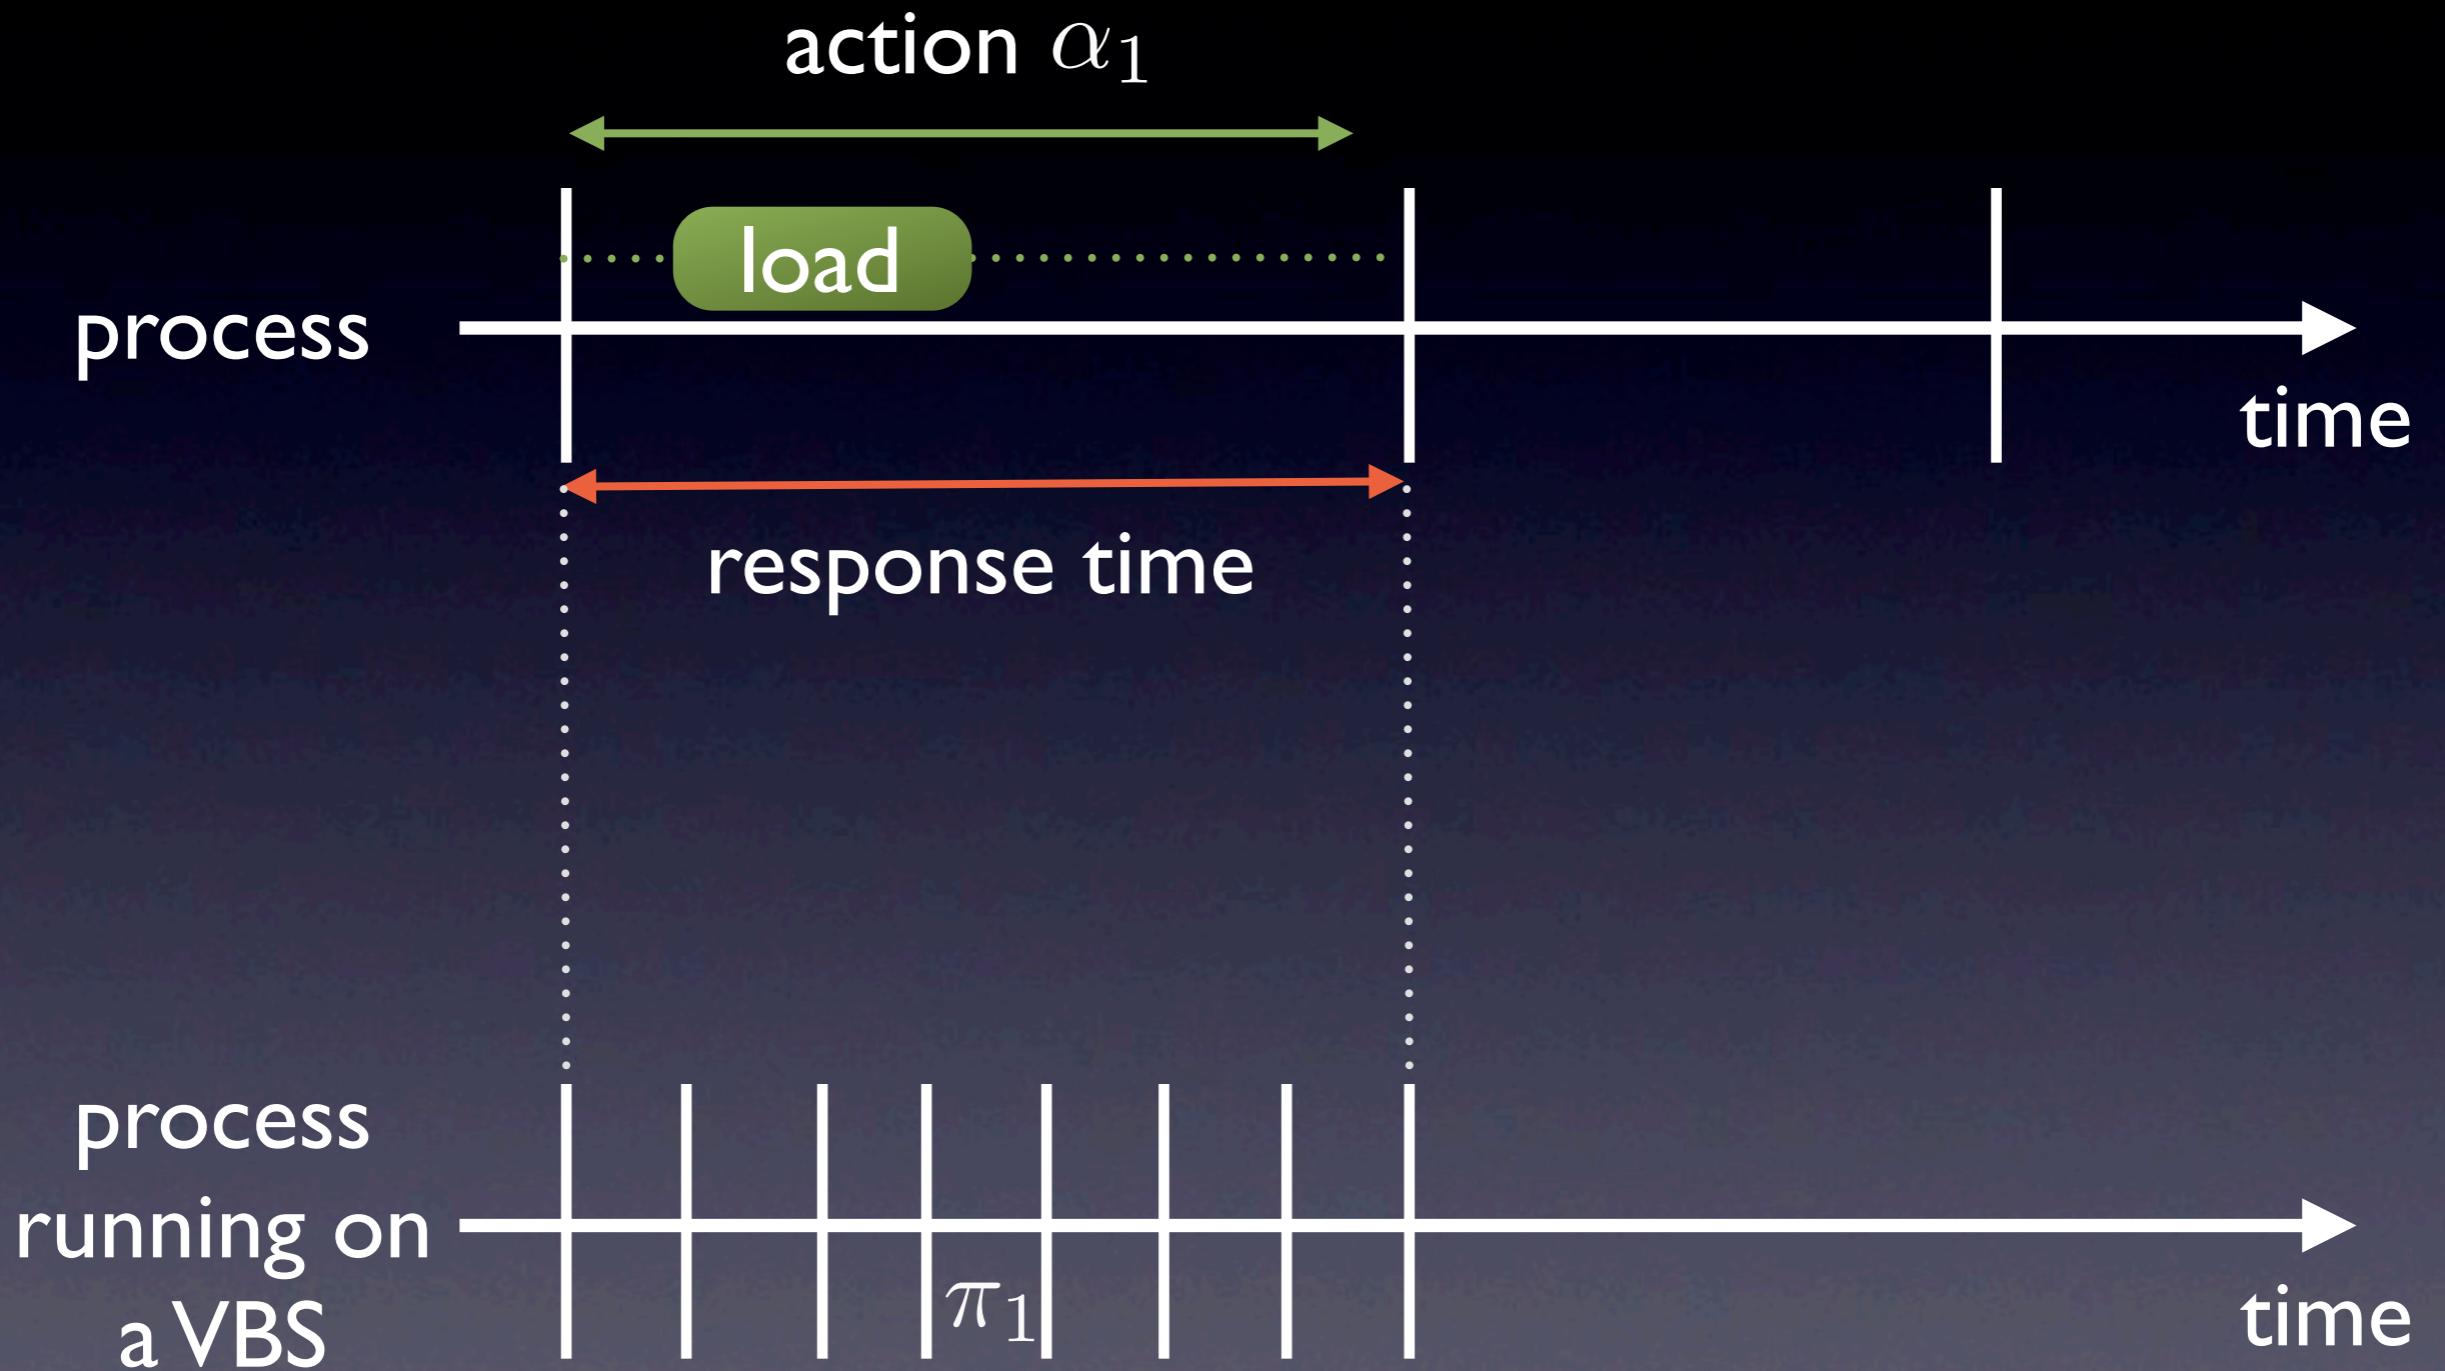 action α₁
load
process
time
response time
process
running on
a VBS
π₁
time